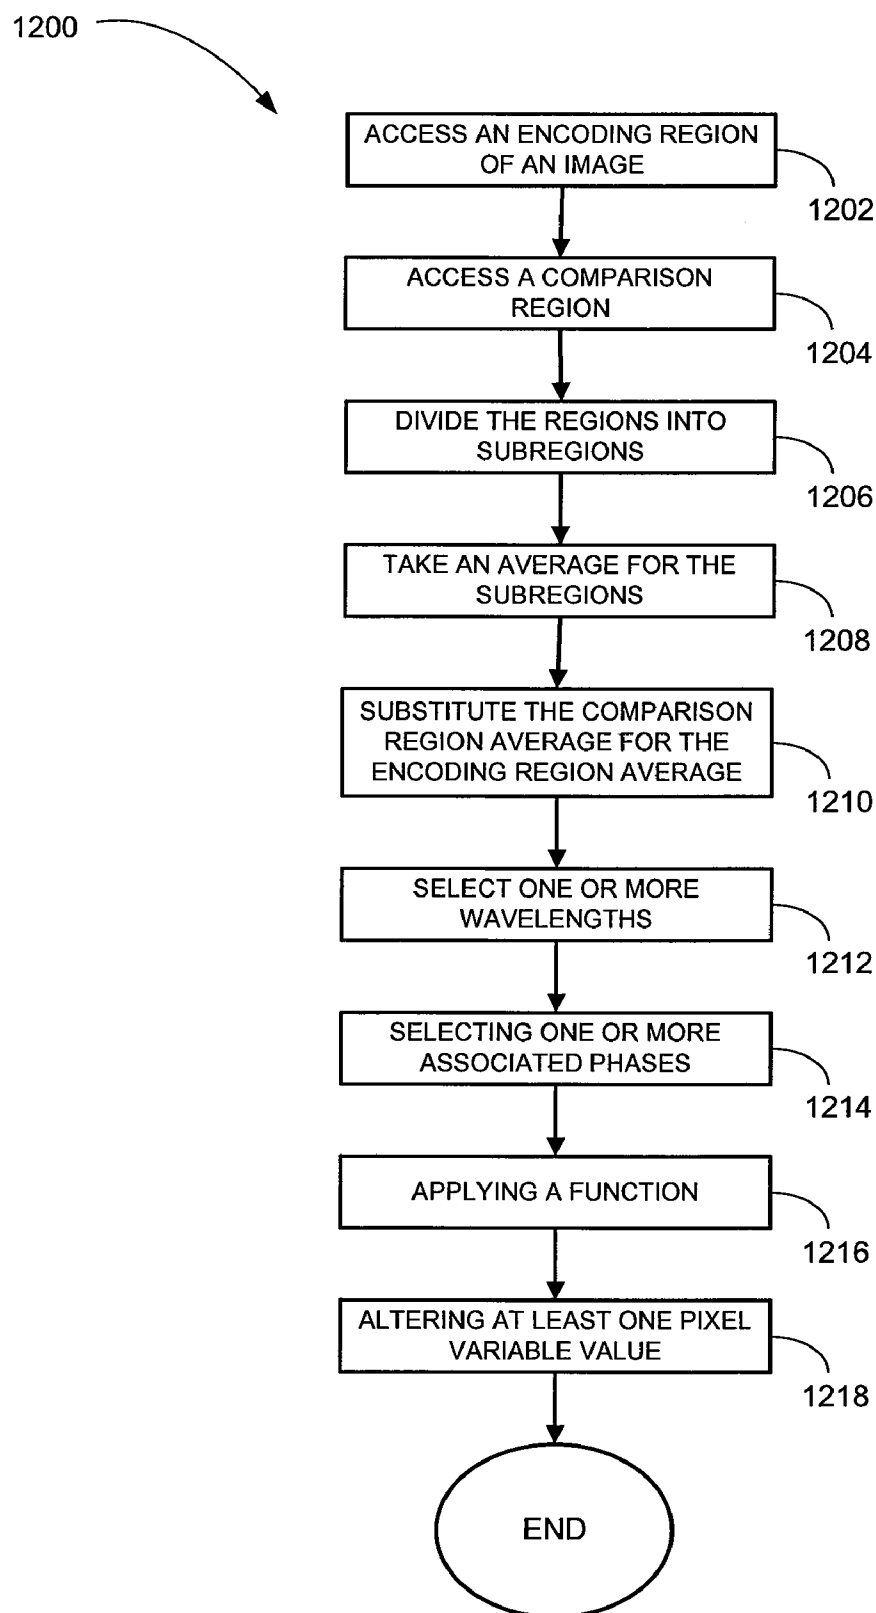 1200
ACCESS AN ENCODING REGION
OF AN IMAGE
1202
ACCESS A COMPARISON
REGION
1204
DIVIDE THE REGIONS INTO
SUBREGIONS
1206
TAKE AN AVERAGE FOR THE
SUBREGIONS
1208
SUBSTITUTE THE COMPARISON
REGION AVERAGE FOR THE
ENCODING REGION AVERAGE
1210
SELECT ONE OR MORE
WAVELENGTHS
1212
SELECTING ONE OR MORE
ASSOCIATED PHASES
1214
APPLYING A FUNCTION
1216
ALTERING AT LEAST ONE PIXEL
VARIABLE VALUE
1218
END